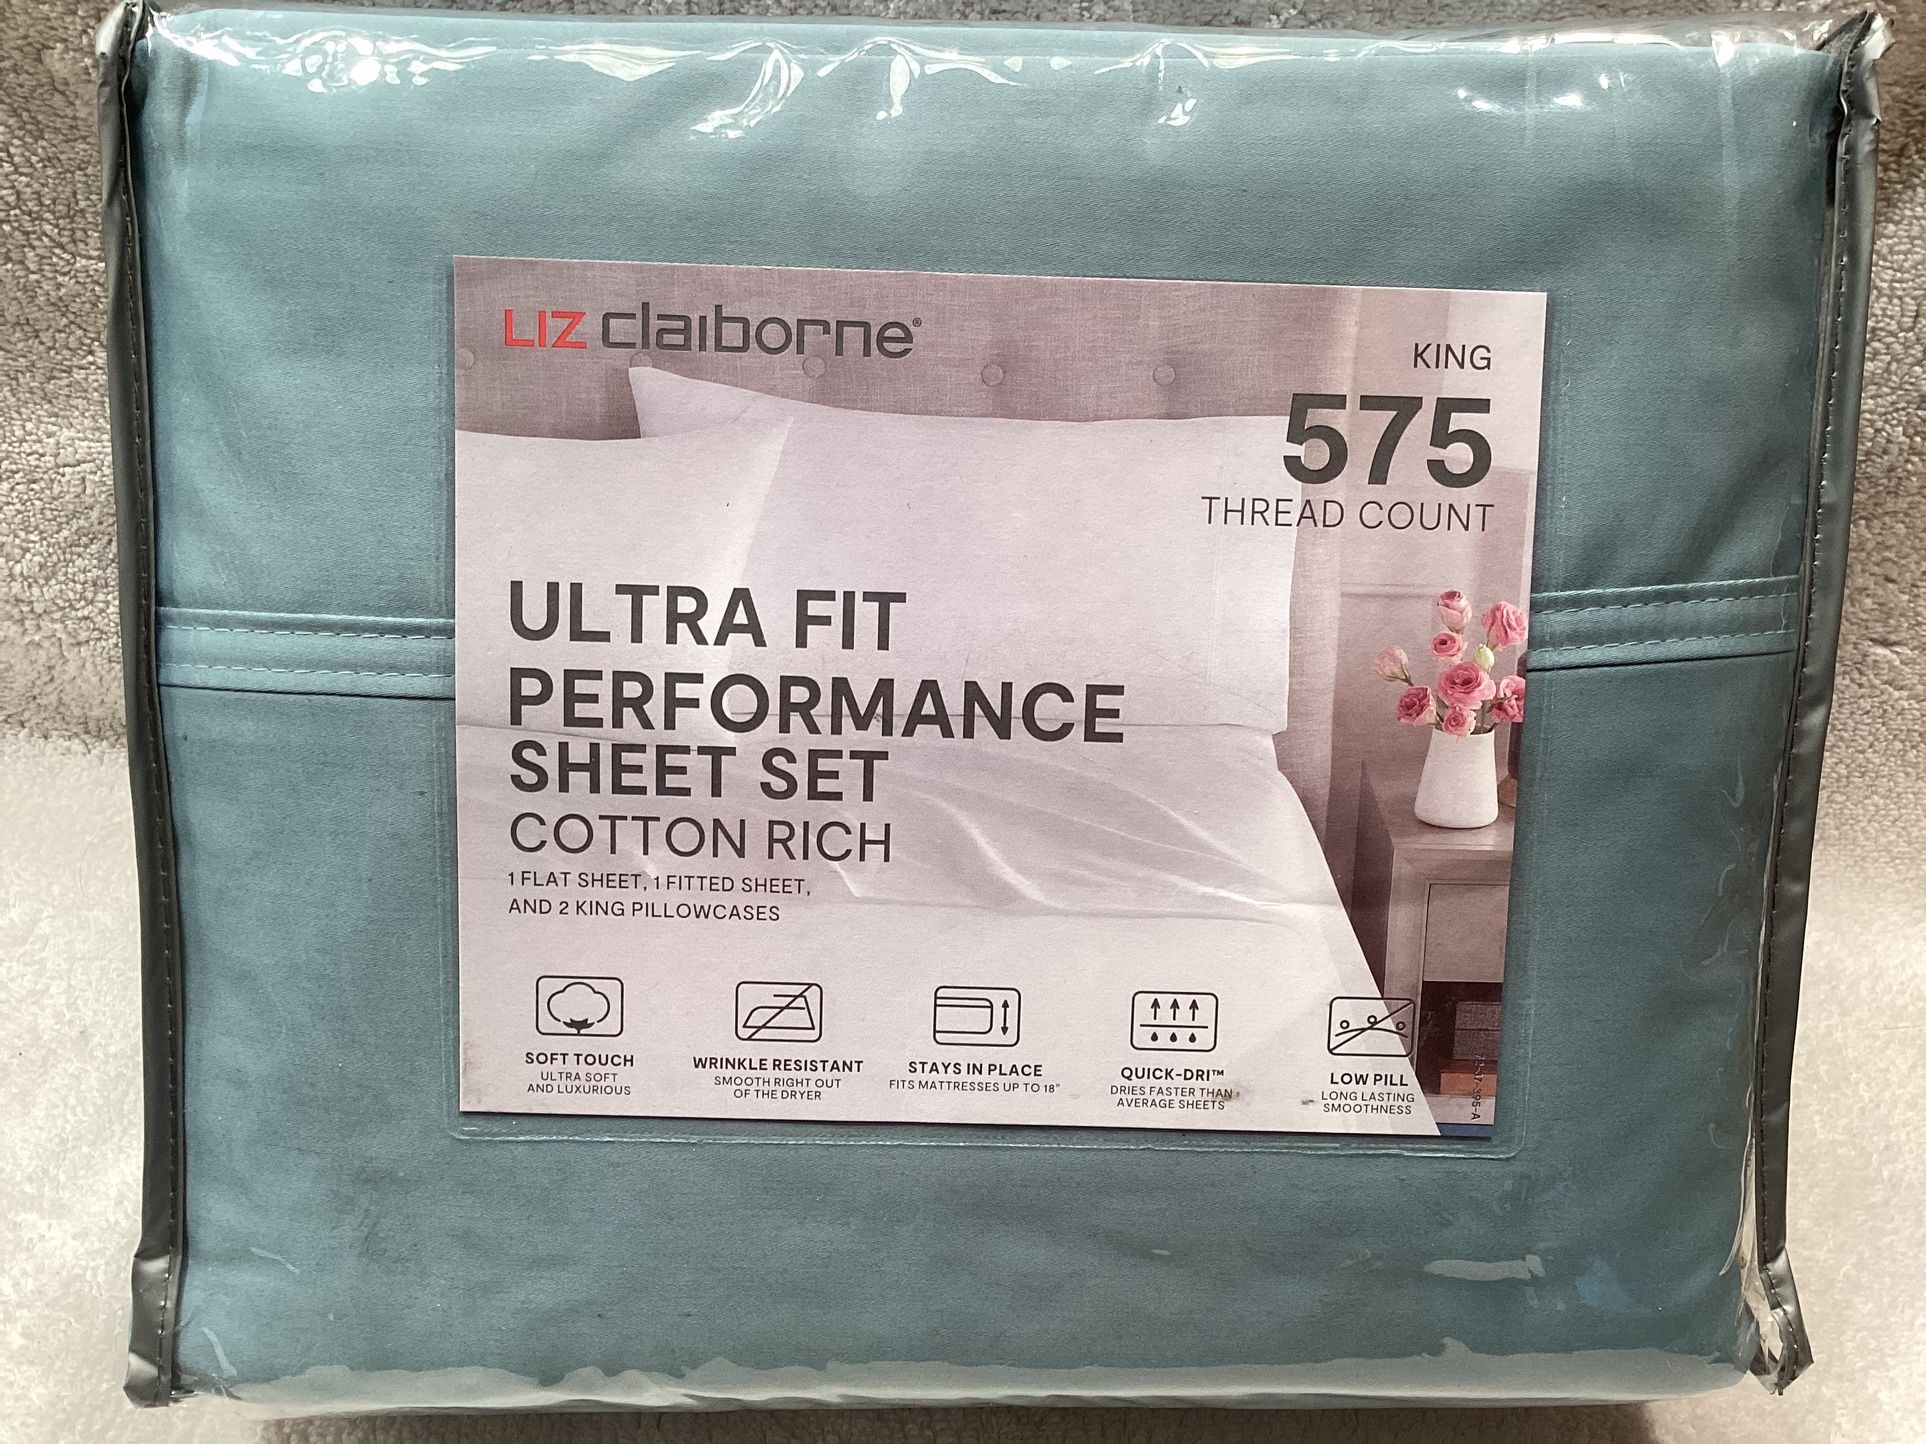 LIZ claiborne®
KING
575
THREAD COUNT
ULTRA FIT
PERFORMANCE
SHEET SET
COTTON RICH
1 FLAT SHEET, 1 FITTED SHEET,
AND 2 KING PILLOWCASES
SOFT TOUCH
ULTRA SOFT
AND LUXURIOUS
WRINKLE RESISTANT
SMOOTH RIGHT OUT
OF THE DRYER
STAYS IN PLACE
FITS MATTRESSES UP TO 18"
QUICK-DRI™
DRIES FASTER THAN
AVERAGE SHEETS
LOW PILL
LONG LASTING
SMOOTHNESS